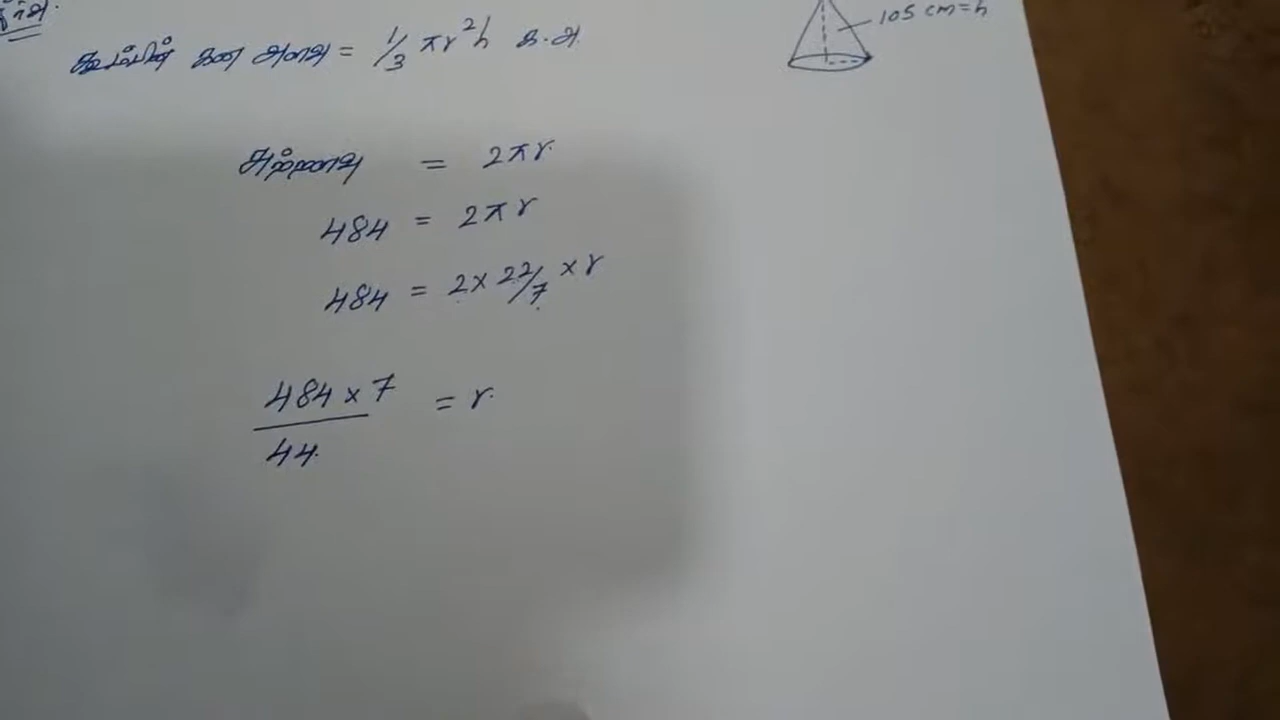 105 cm=h
கூம்பின் கன அளவு = 1/3 πr²h க.அ
சுற்றளவு = 2πr
484 = 2πr
484 = 2 × 22/7 × r
484 × 7 = r
44